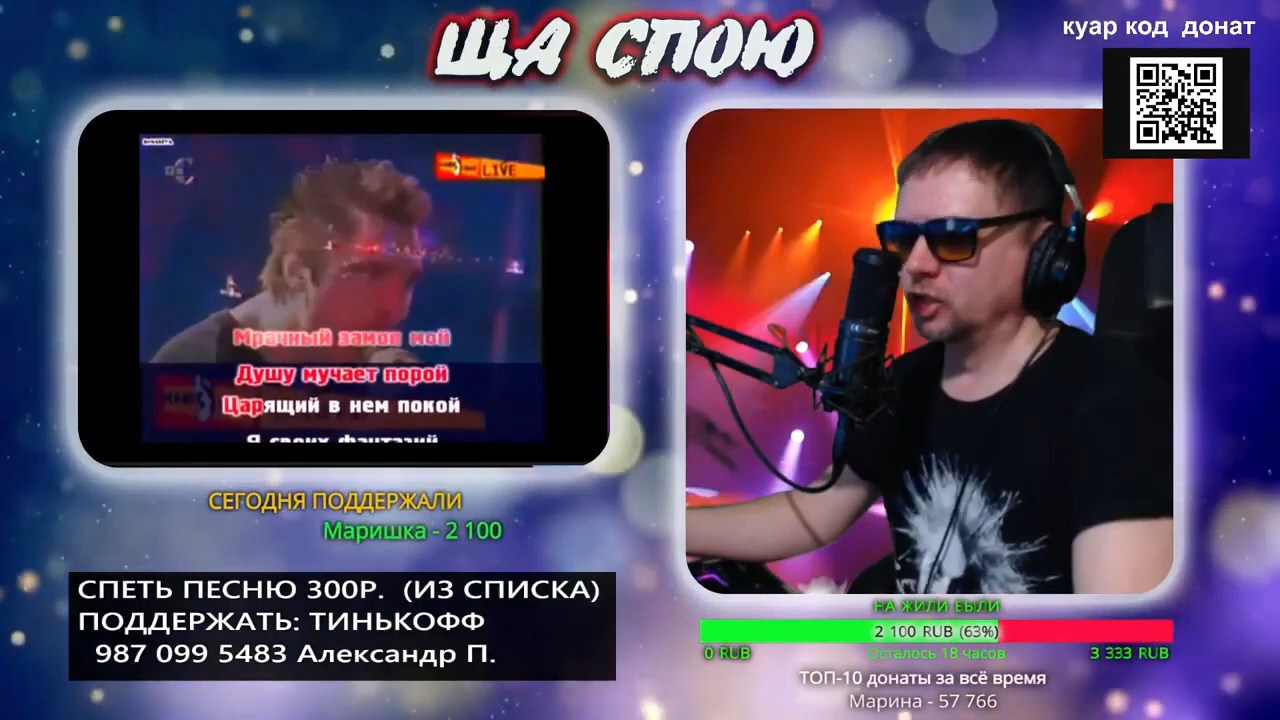 ЩА СПОЮ
куар код донат
LIVE
Мрачный замок мой
Душу мучает порой
Царящий в нем покой
Я своих фантазий
СЕГОДНЯ ПОДДЕРЖАЛИ
Маришка - 2 100
СПЕТЬ ПЕСНЮ 300Р. (ИЗ СПИСКА)
ПОДДЕРЖАТЬ: ТИНЬКОФФ
987 099 5483 Александр П.
НА ЖИЛИ БЫЛИ
2 100 RUB (63%)
0 RUB
Осталось 18 часов
3 333 RUB
ТОП-10 донаты за всё время
Марина - 57 766